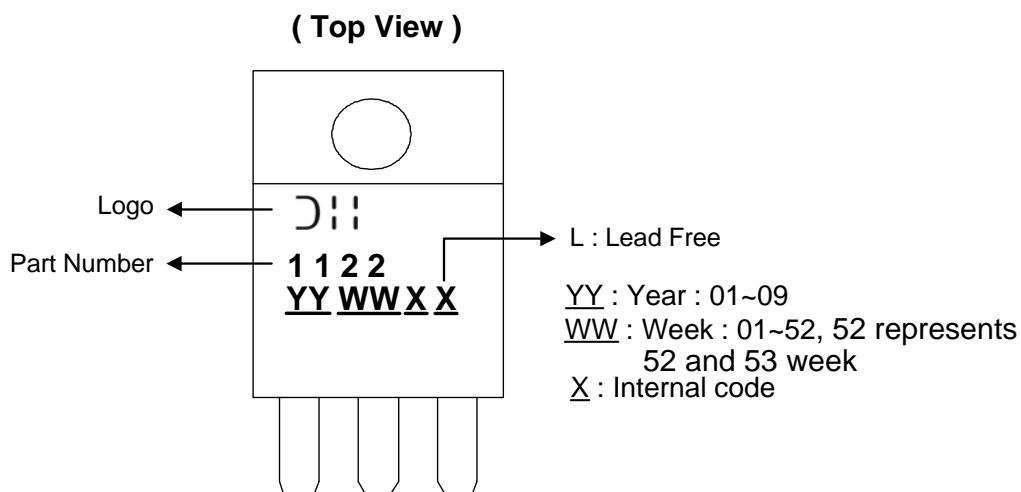 ( Top View )
Logo
Part Number
1 1 2 2
YY WW X X
L : Lead Free
YY : Year : 01~09
WW : Week : 01~52, 52 represents
52 and 53 week
X : Internal code